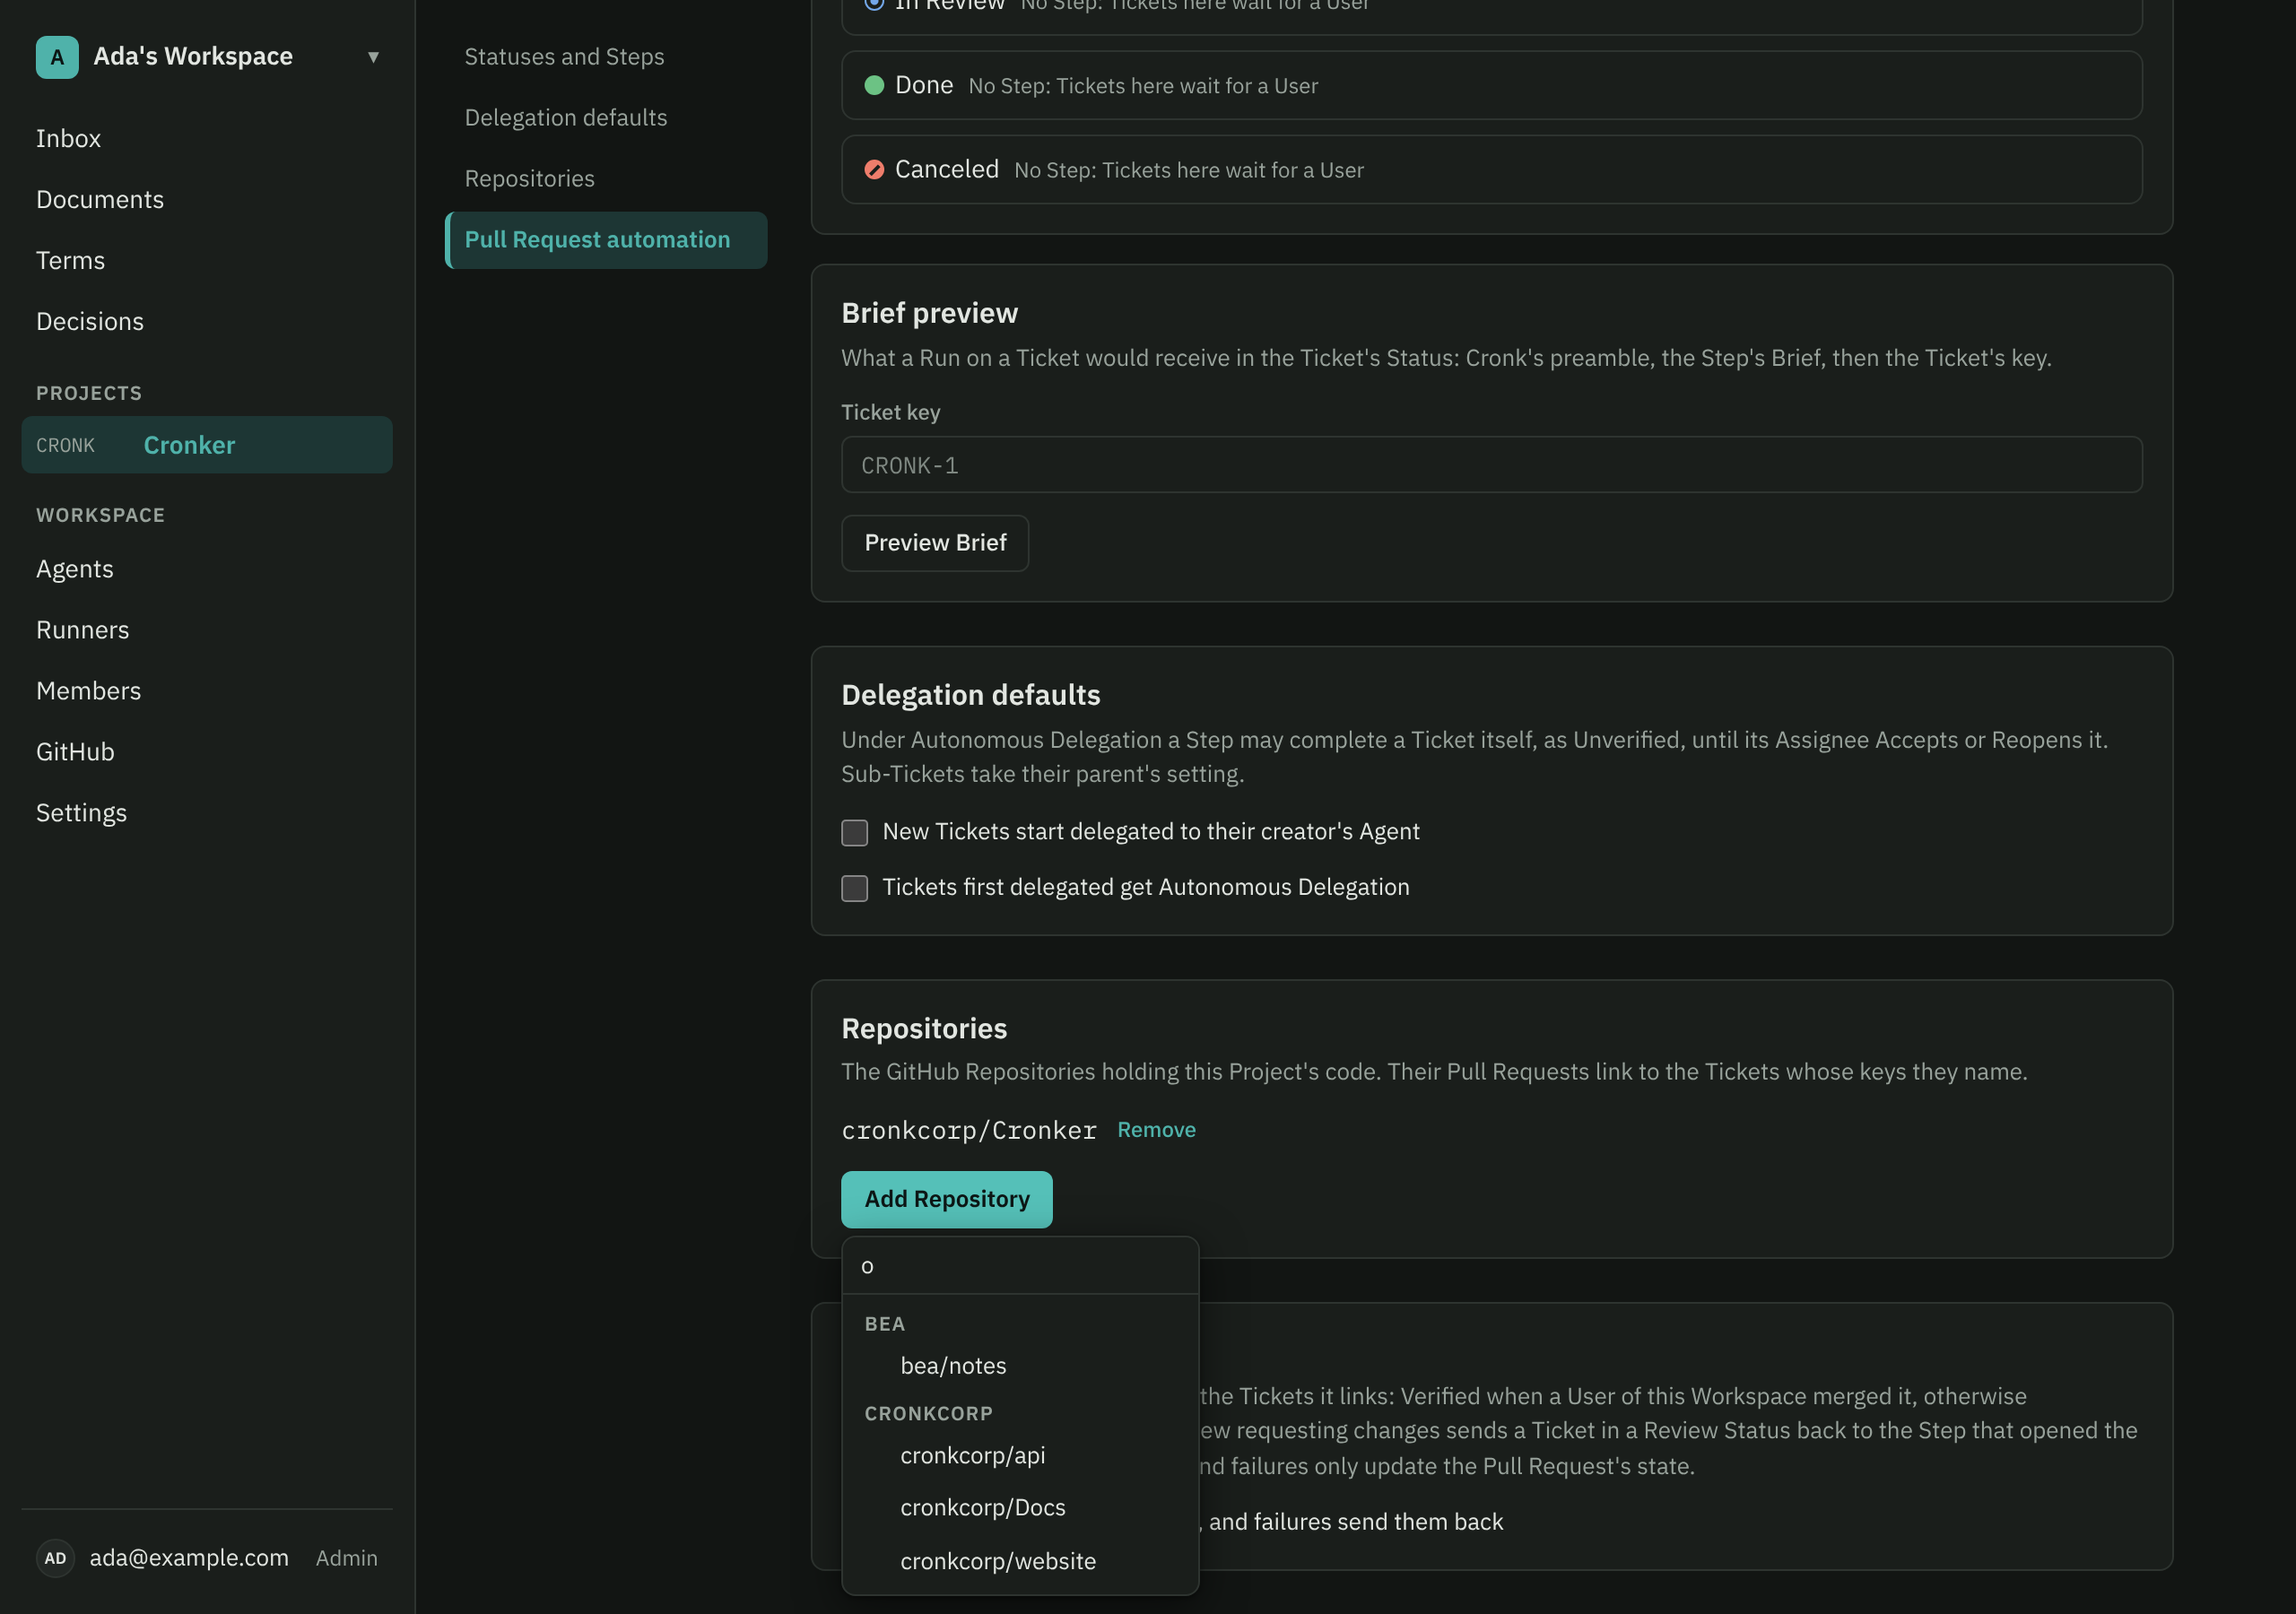 A Ada's Workspace ▼
Inbox
Documents
Terms
Decisions
PROJECTS
CRONK Cronker
WORKSPACE
Agents
Runners
Members
GitHub
Settings
AD ada@example.com Admin
Statuses and Steps
Delegation defaults
Repositories
Pull Request automation
In Review No Step: Tickets here wait for a User
Done No Step: Tickets here wait for a User
Canceled No Step: Tickets here wait for a User
Brief preview
What a Run on a Ticket would receive in the Ticket's Status: Cronk's preamble, the Step's Brief, then the Ticket's key.
Ticket key
CRONK-1
Preview Brief
Delegation defaults
Under Autonomous Delegation a Step may complete a Ticket itself, as Unverified, until its Assignee Accepts or Reopens it.
Sub-Tickets take their parent's setting.
New Tickets start delegated to their creator's Agent
Tickets first delegated get Autonomous Delegation
Repositories
The GitHub Repositories holding this Project's code. Their Pull Requests link to the Tickets whose keys they name.
cronkcorp/Cronker Remove
Add Repository
o
BEA
bea/notes
CRONKCORP
cronkcorp/api
cronkcorp/Docs
cronkcorp/website
the Tickets it links: Verified when a User of this Workspace merged it, otherwise
requesting changes sends a Ticket in a Review Status back to the Step that opened the
failures only update the Pull Request's state.
, and failures send them back